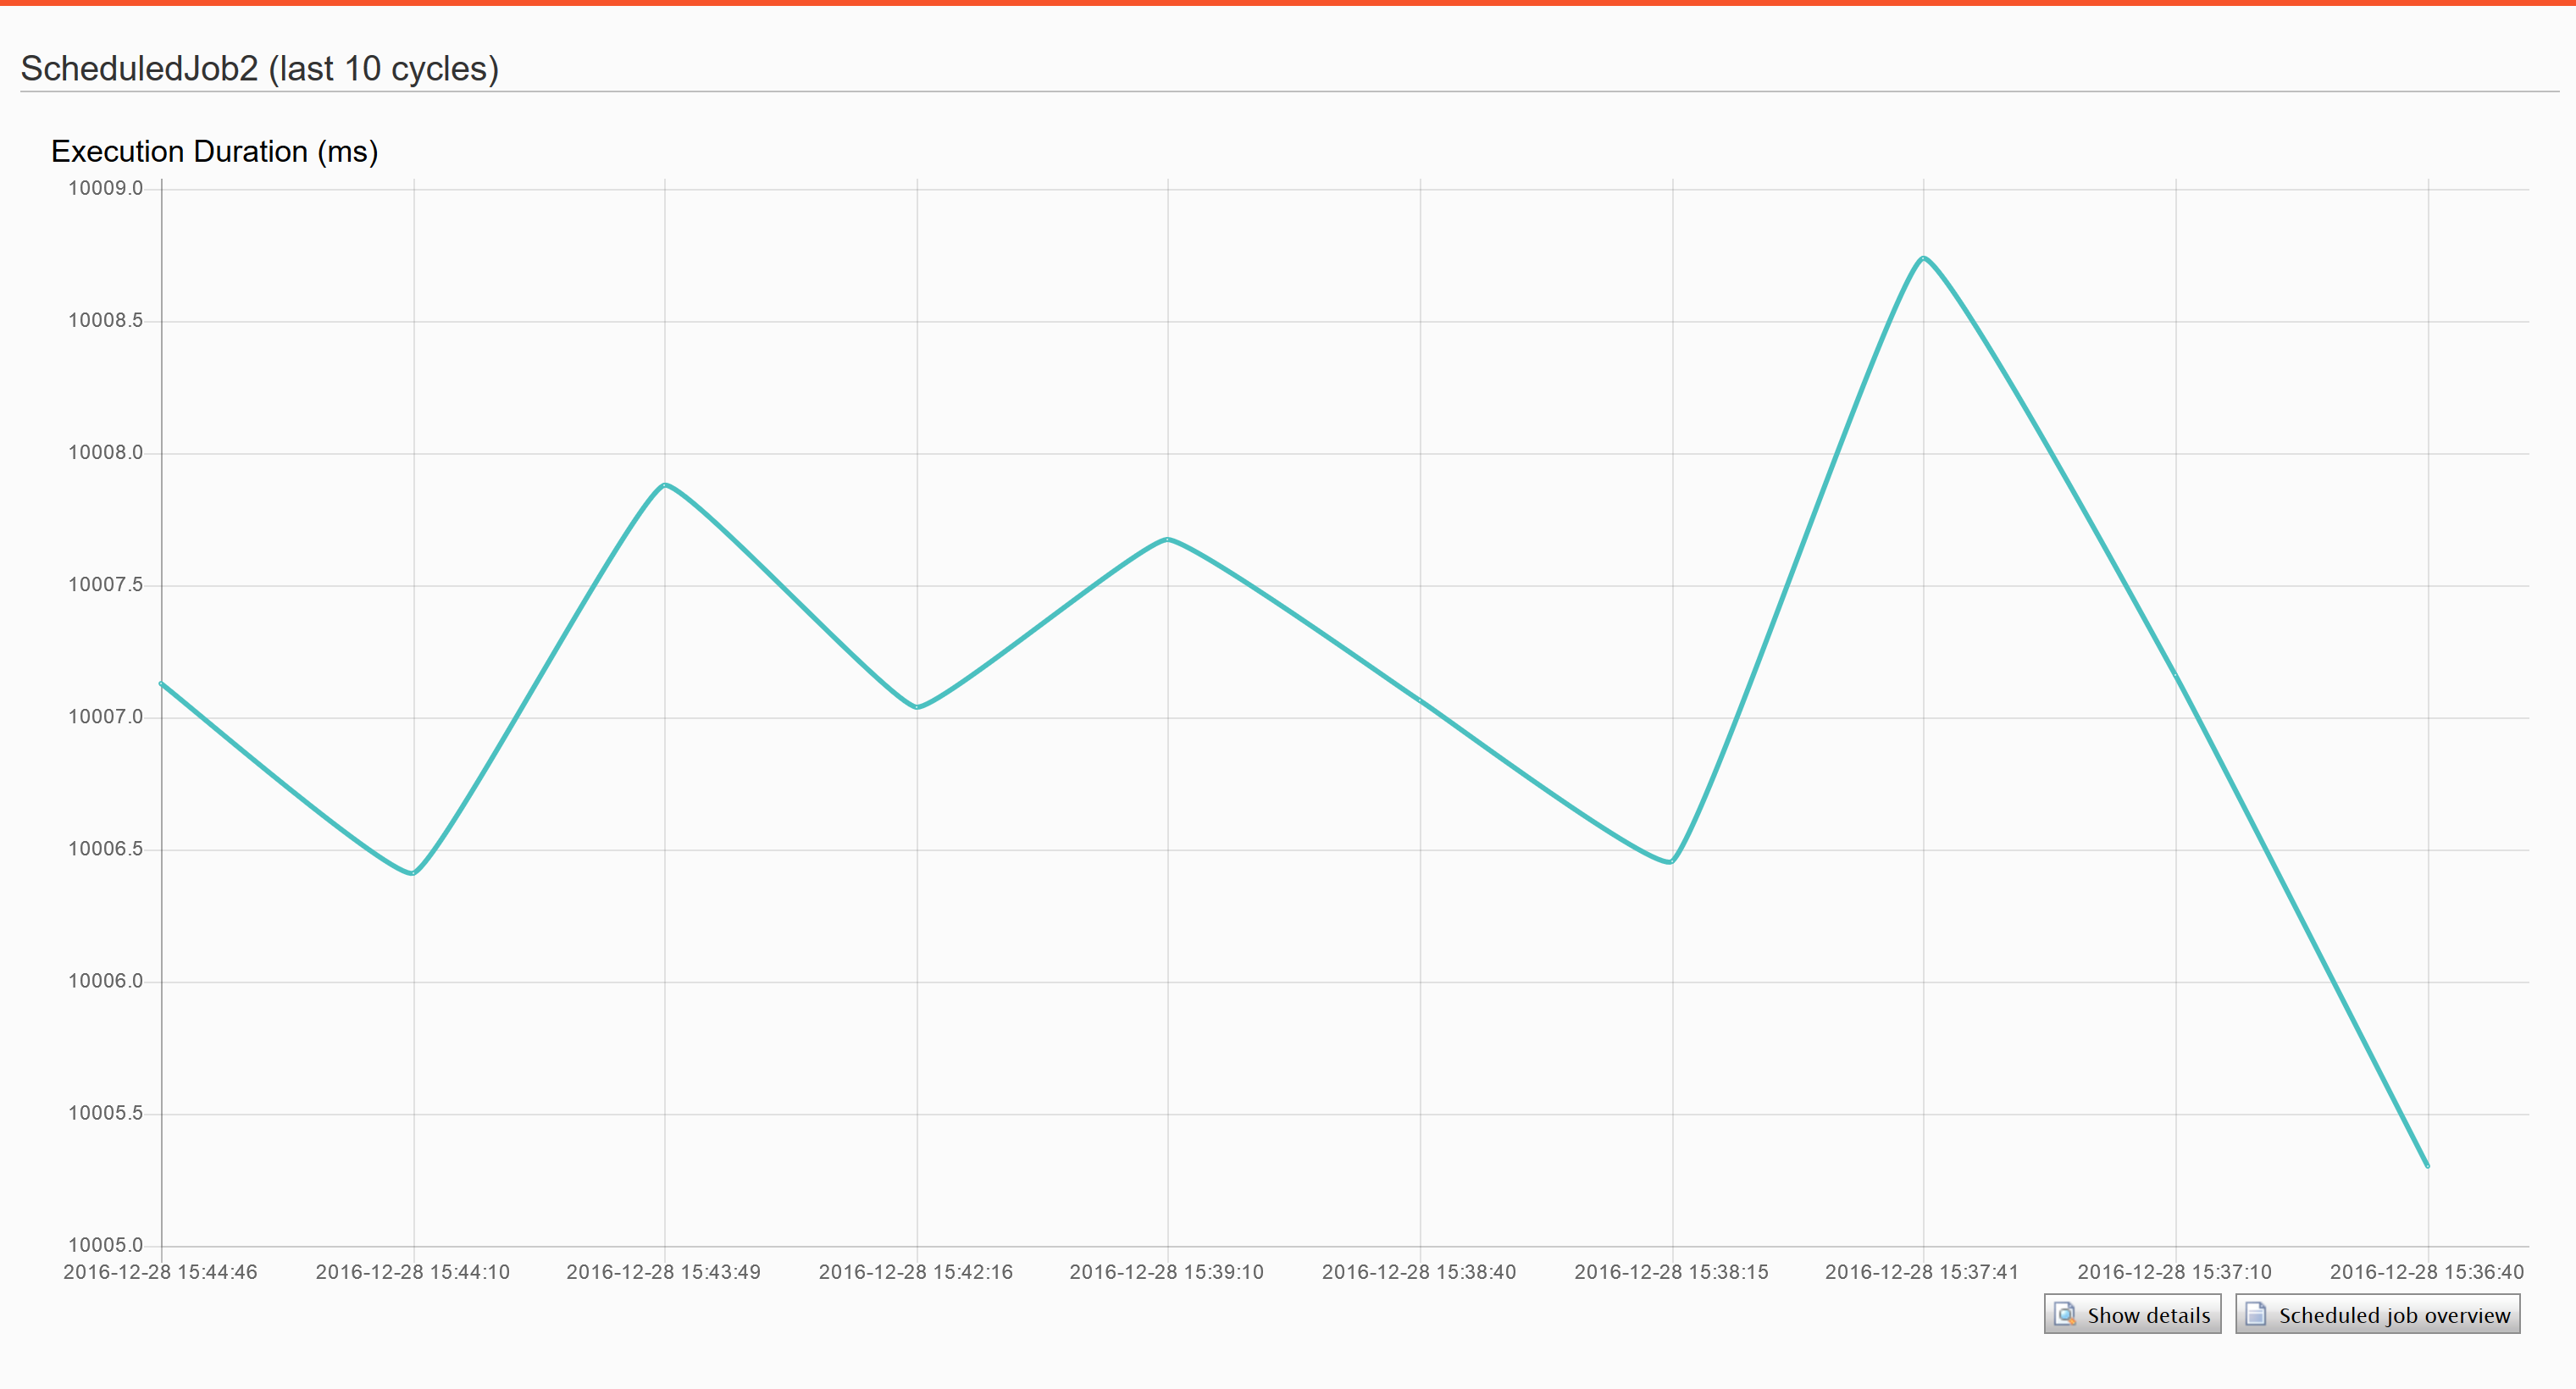 ScheduledJob2 (last 10 cycles)
Execution Duration (ms)
10009.0
10008.5
10008.0
10007.5
10007.0
10006.5
10006.0
10005.5
10005.0
2016-12-28 15:44:46 2016-12-28 15:44:10 2016-12-28 15:43:49 2016-12-28 15:42:16 2016-12-28 15:39:10 2016-12-28 15:38:40 2016-12-28 15:38:15 2016-12-28 15:37:41 2016-12-28 15:37:10 2016-12-28 15:36:40
Show details Scheduled job overview